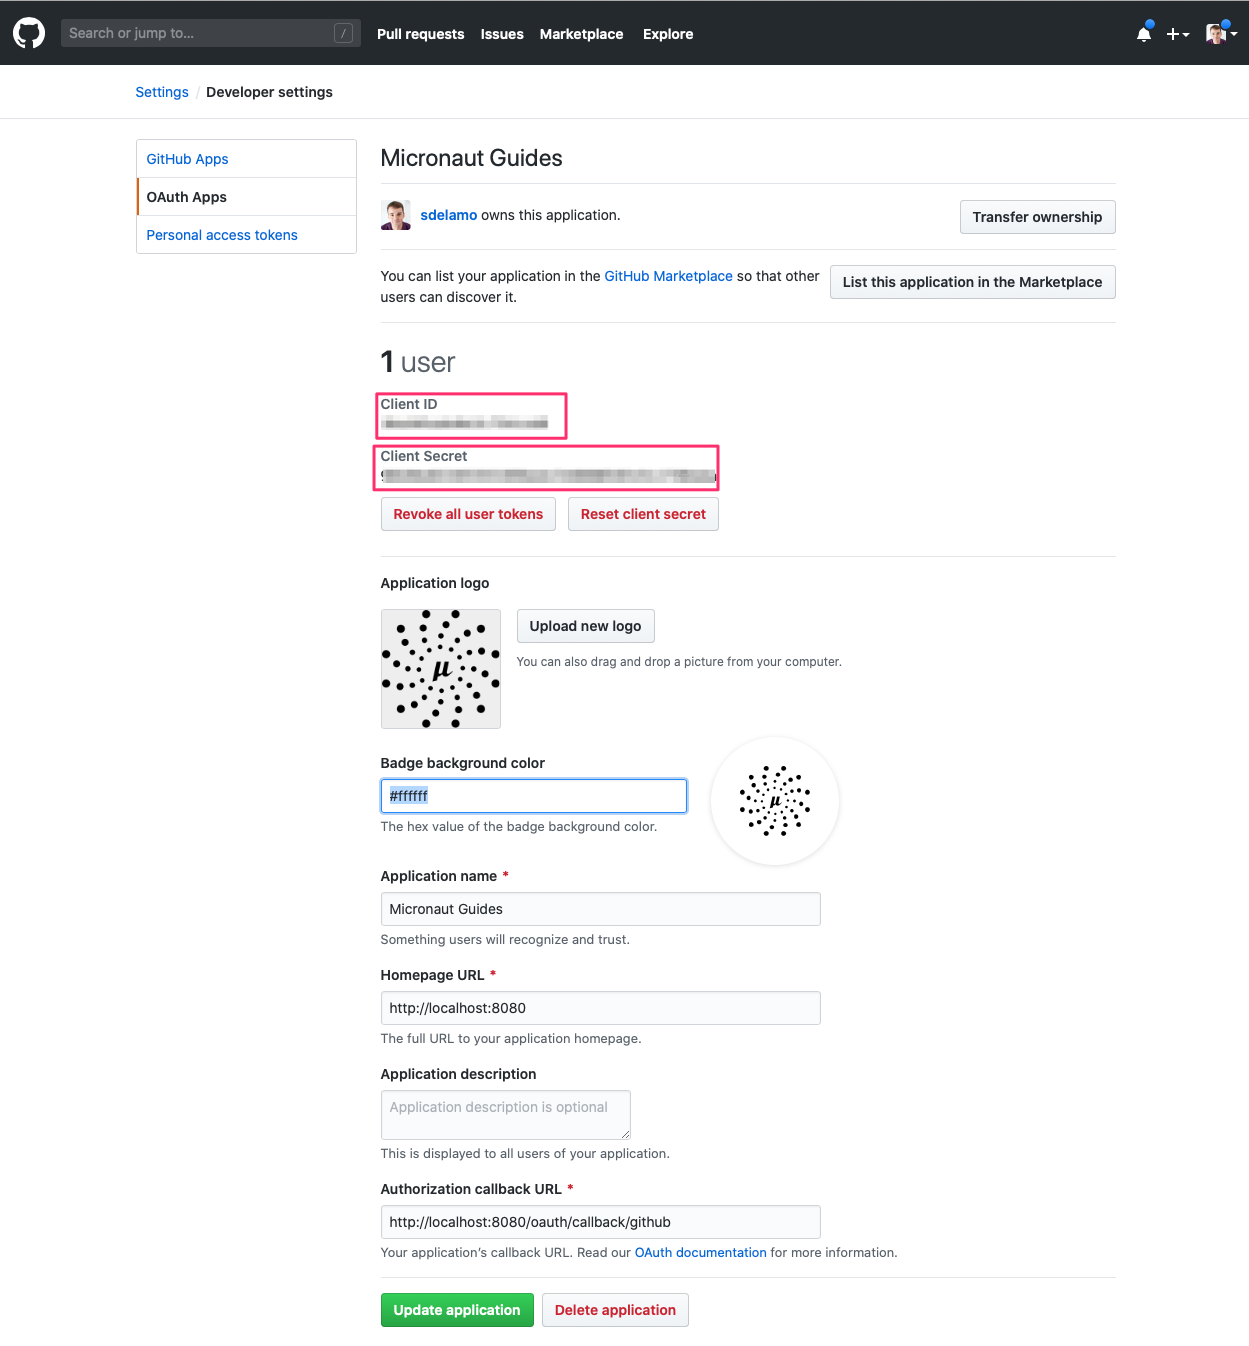 Search or jump to... /
Pull requests Issues Marketplace Explore
Settings / Developer settings
GitHub Apps
OAuth Apps
Personal access tokens
Micronaut Guides
sdelamo owns this application.
Transfer ownership
You can list your application in the GitHub Marketplace so that other
users can discover it.
List this application in the Marketplace
1 user
Client ID
Client Secret
Revoke all user tokens
Reset client secret
Application logo
µ
Upload new logo
You can also drag and drop a picture from your computer.
Badge background color
#ffffff
The hex value of the badge background color.
µ
Application name *
Micronaut Guides
Something users will recognize and trust.
Homepage URL *
http://localhost:8080
The full URL to your application homepage.
Application description
Application description is optional
This is displayed to all users of your application.
Authorization callback URL *
http://localhost:8080/oauth/callback/github
Your application's callback URL. Read our OAuth documentation for more information.
Update application
Delete application